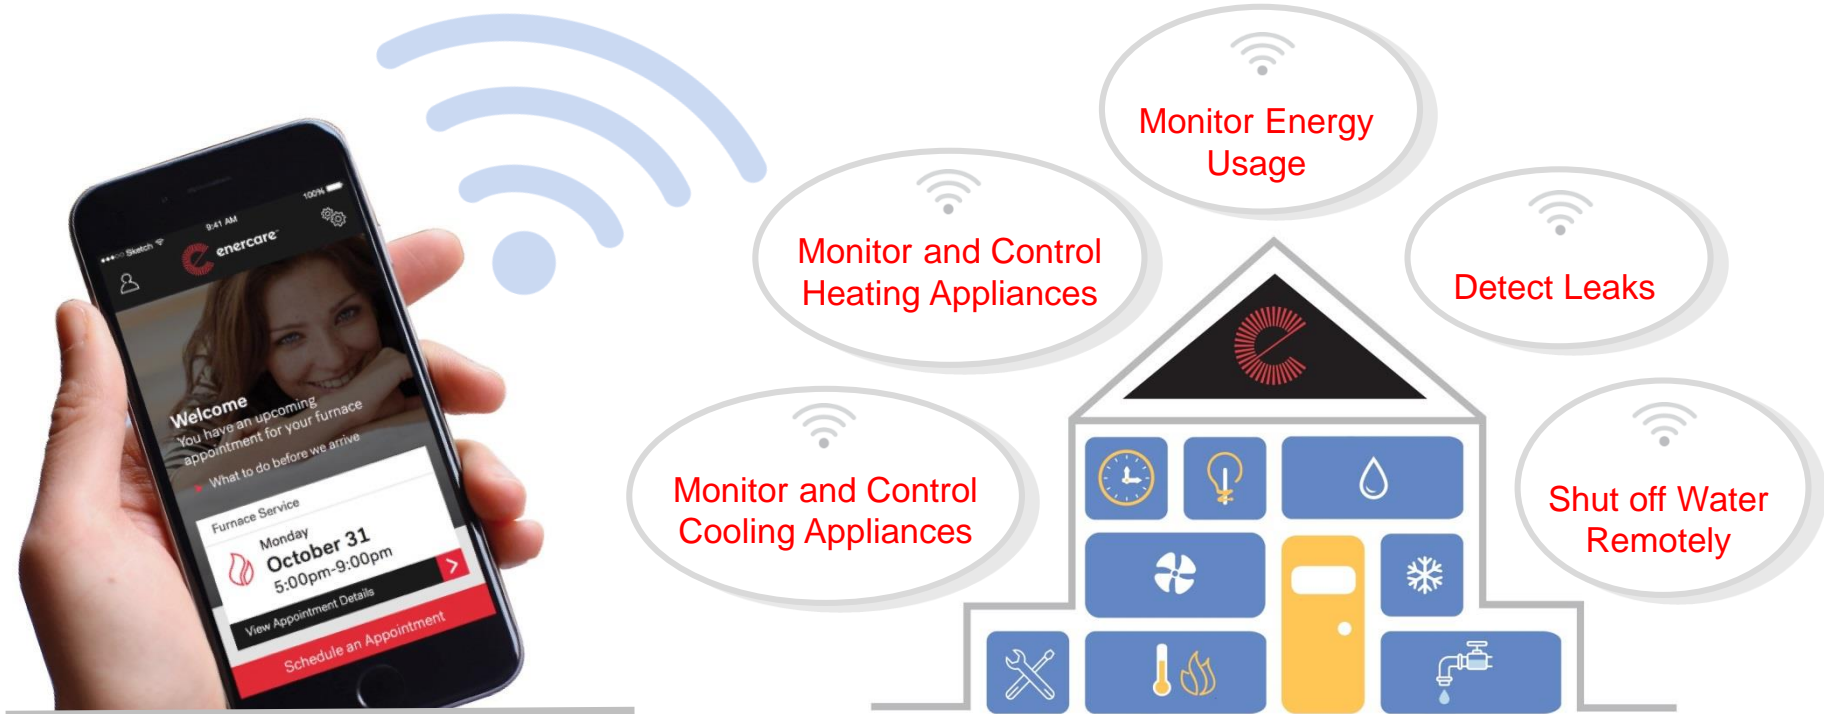 ●●●○○ Sketch
9:41 AM
100%
enercare™
Welcome
You have an upcoming
appointment for your furnace
What to do before we arrive
Furnace Service
Monday
October 31
5:00pm-9:00pm
View Appointment Details
Schedule an Appointment
Monitor and Control
Cooling Appliances
Monitor and Control
Heating Appliances
Monitor Energy
Usage
Detect Leaks
Shut off Water
Remotely